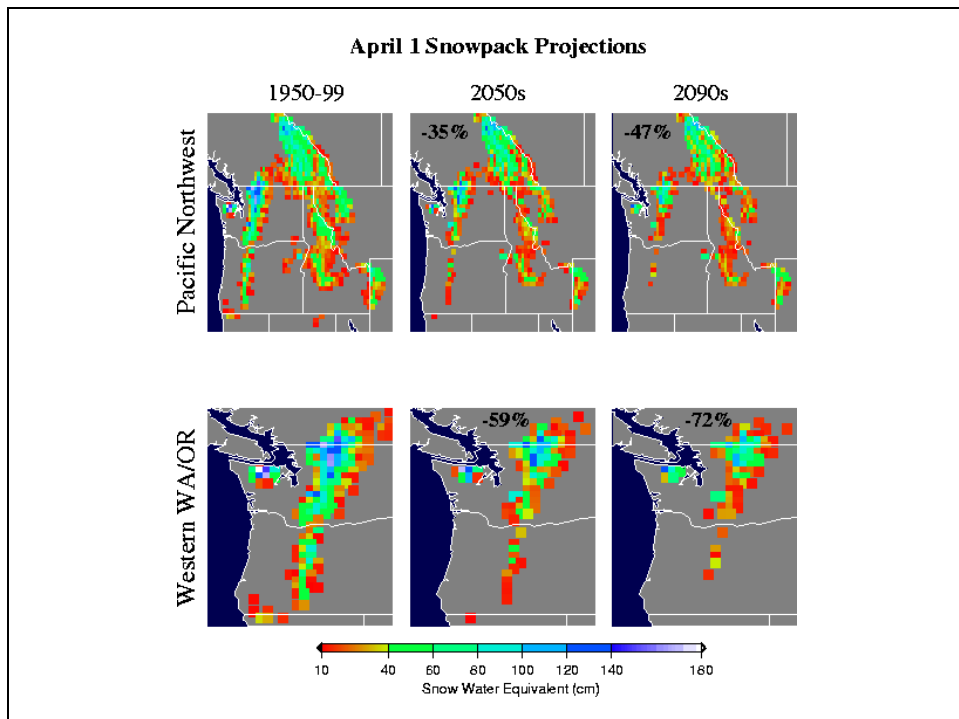 April 1 Snowpack Projections
1950-99
2050s
2090s
Pacific Northwest
-35%
-47%
Western WA/OR
-59%
-72%
10 40 60 80 100 120 140 160
Snow Water Equivalent (cm)